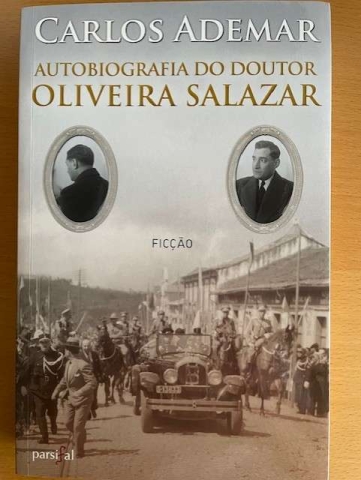 CARLOS ADEMAR
AUTOBIOGRAFIA DO DOUTOR
OLIVEIRA SALAZAR
FICÇÃO
parsifal